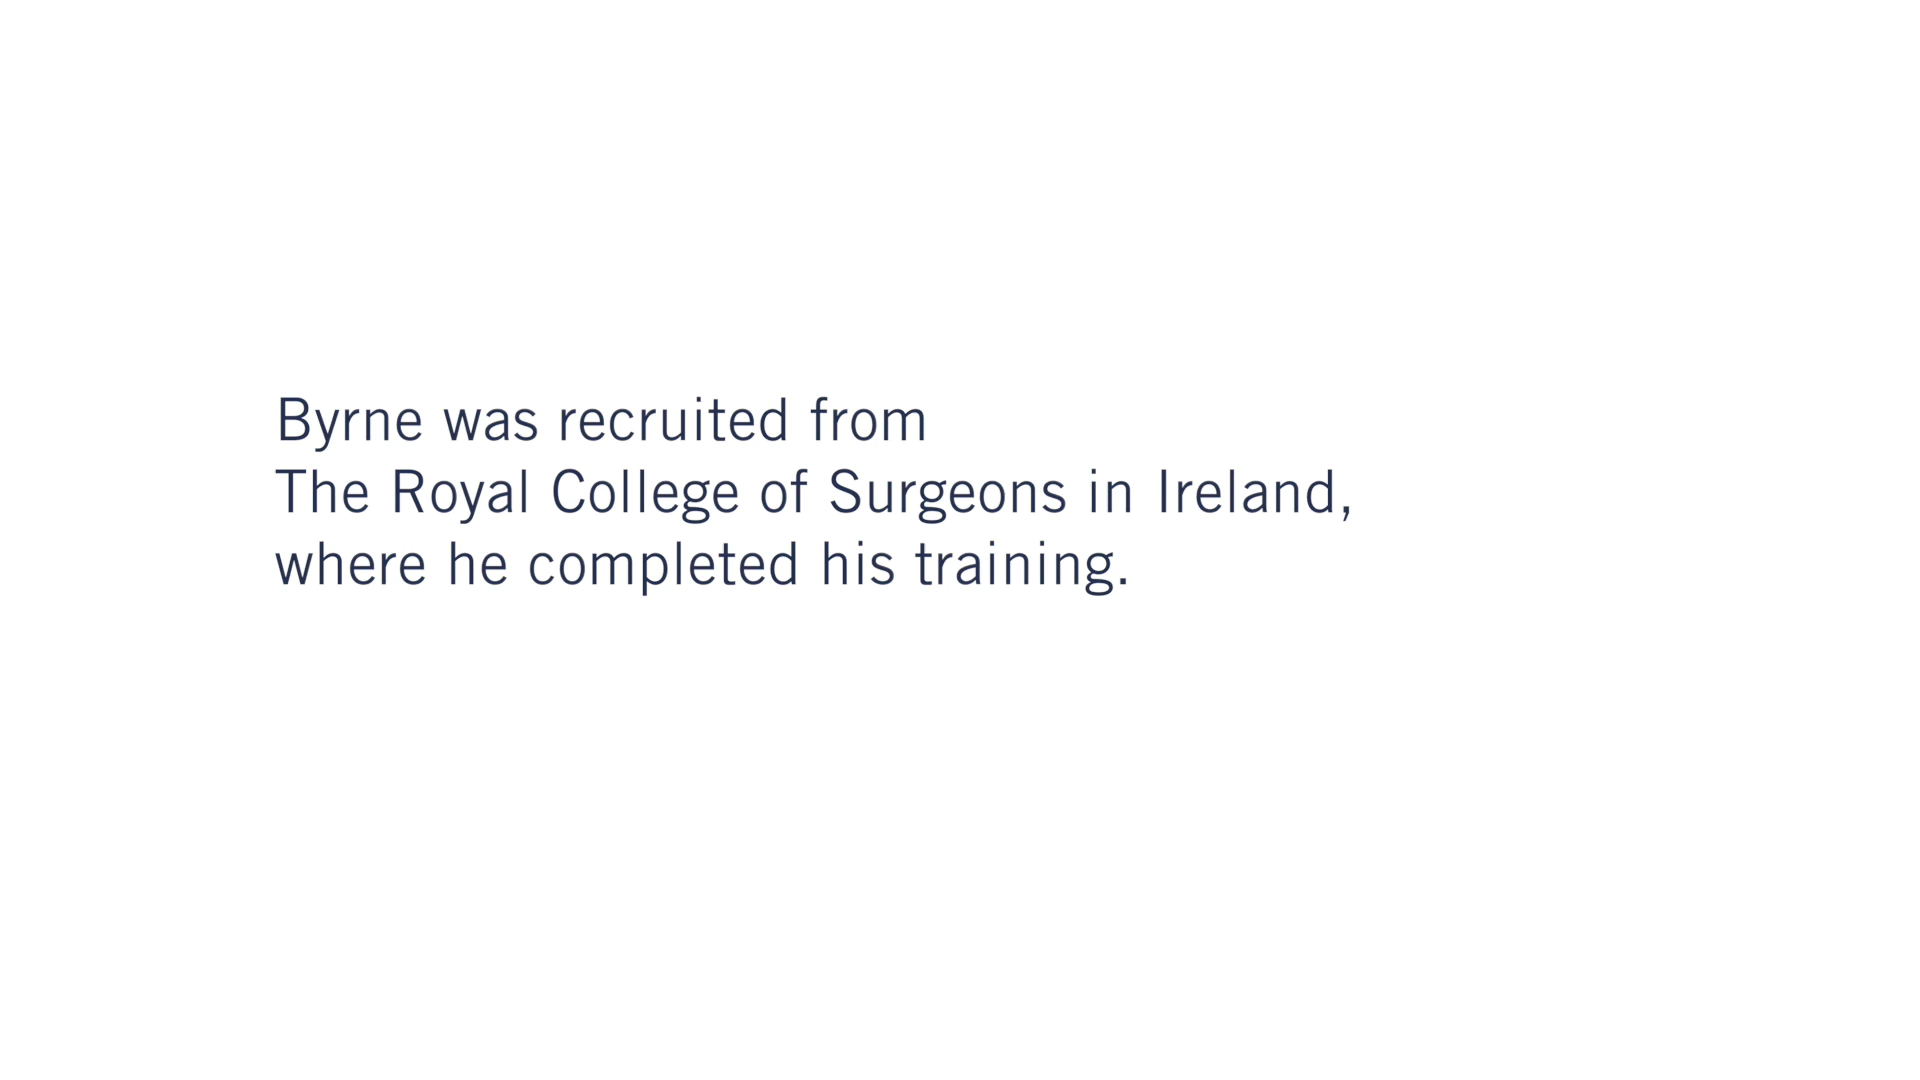 Byrne was recruited from
The Royal College of Surgeons in Ireland,
where he completed his training.